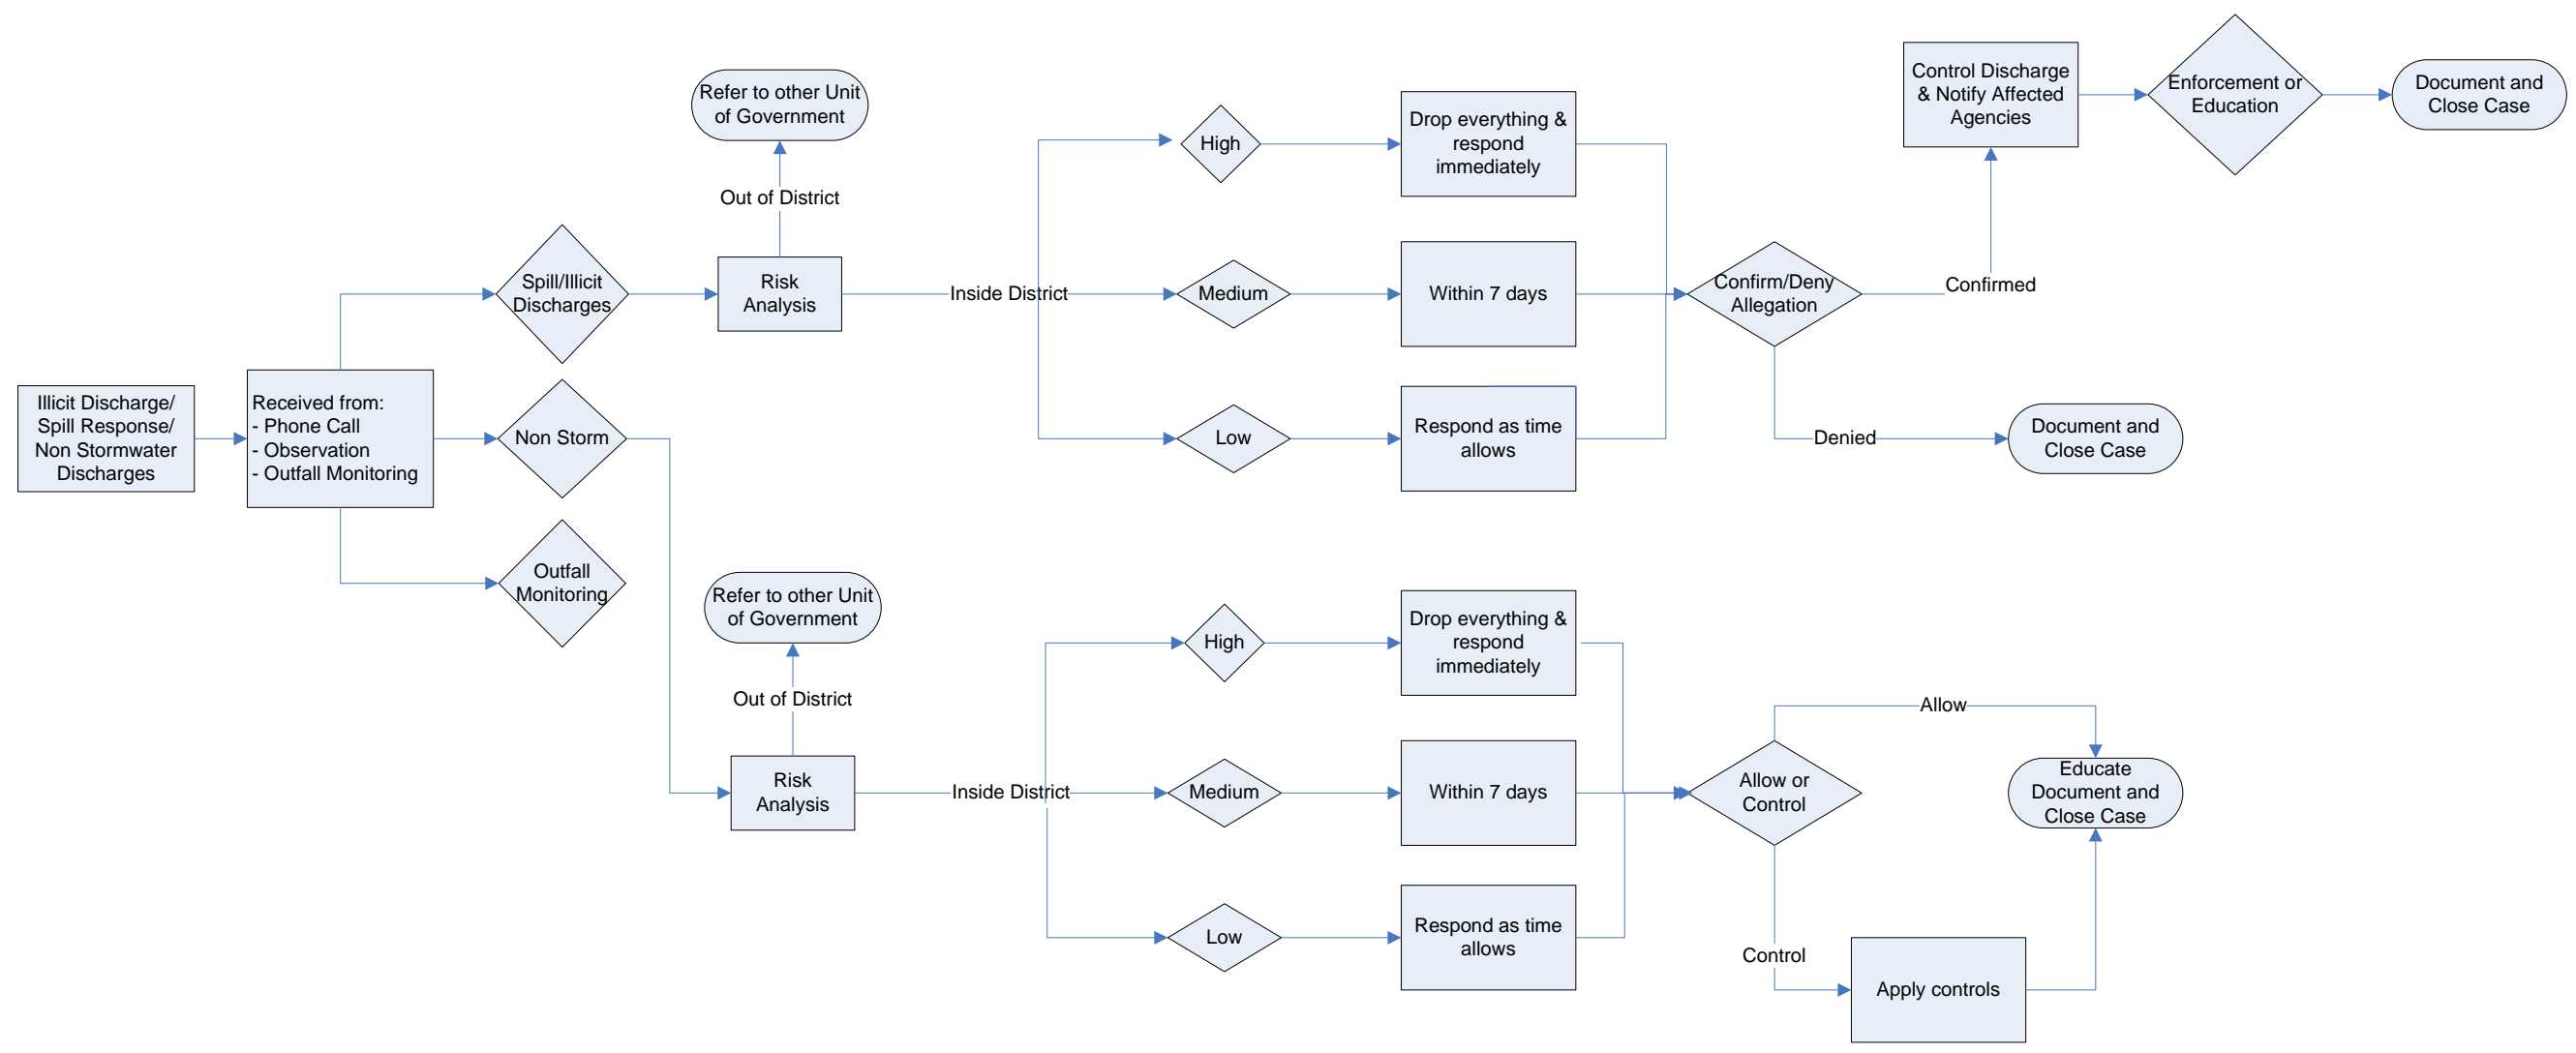 Illicit Discharge/
Spill Response/
Non Stormwater
Discharges
Received from:
- Phone Call
- Observation
- Outfall Monitoring
Spill/Illicit
Discharges
Non Storm
Outfall
Monitoring
Refer to other Unit
of Government
Out of District
Risk
Analysis
Inside District
High
Medium
Low
Drop everything &
respond
immediately
Within 7 days
Respond as time
allows
Confirm/Deny
Allegation
Confirmed
Control Discharge
& Notify Affected
Agencies
Enforcement or
Education
Document and
Close Case
Denied
Document and
Close Case
Refer to other Unit
of Government
Out of District
Risk
Analysis
Inside District
High
Medium
Low
Drop everything &
respond
immediately
Within 7 days
Respond as time
allows
Allow or
Control
Allow
Control
Apply controls
Educate
Document and
Close Case